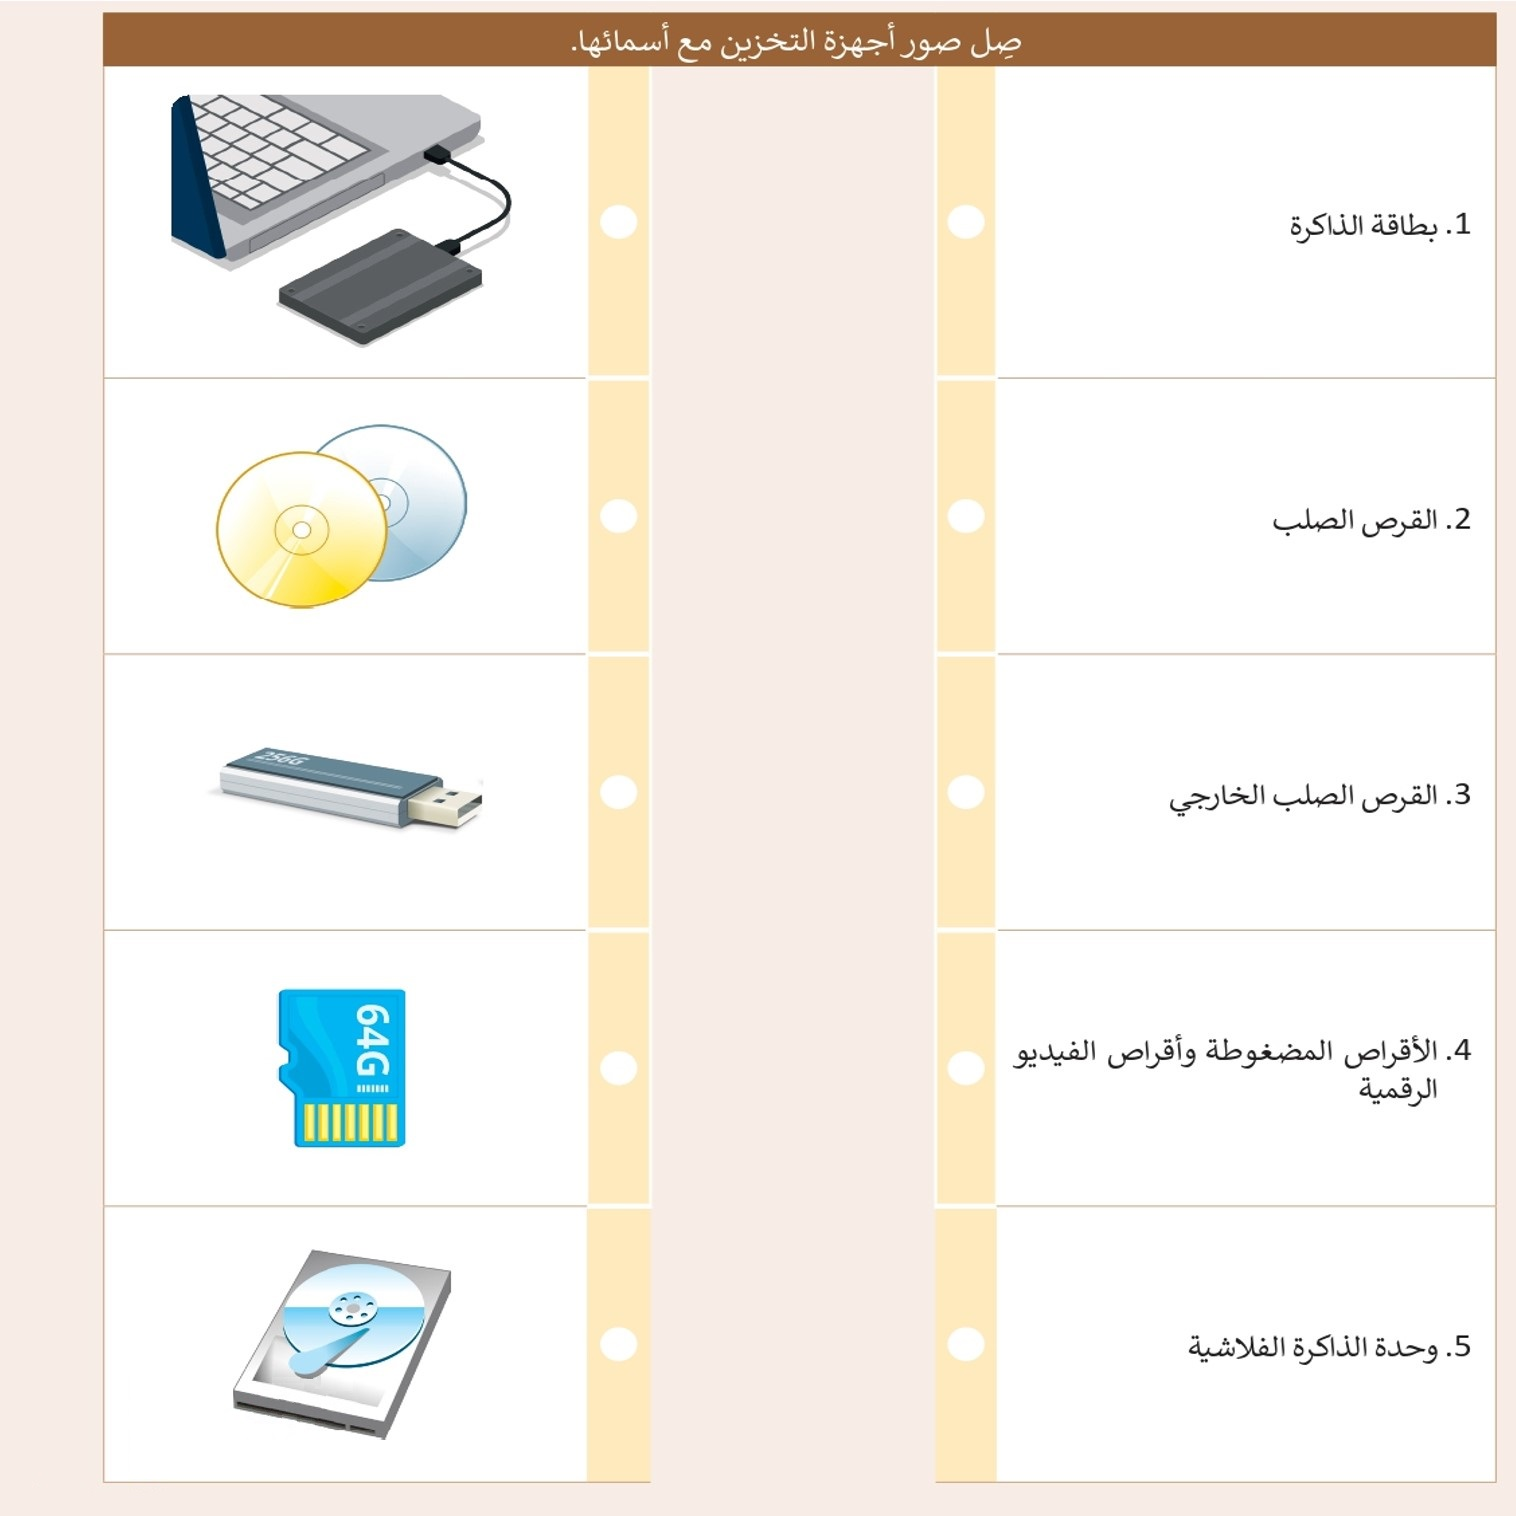 صِل صور أجهزة التخزين مع أسمائها.
1. بطاقة الذاكرة
2. القرص الصلب
3. القرص الصلب الخارجي
256G
4. الأقراص المضغوطة وأقراص الفيديو
الرقمية
64G
5. وحدة الذاكرة الفلاشية